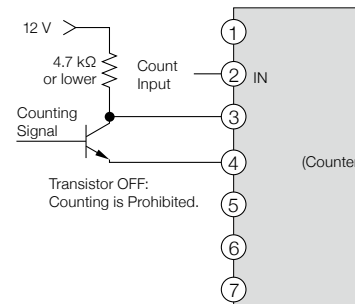 12 V
4.7 kΩ
or lower
Count
Input
Counting
Signal
Transistor OFF:
Counting is Prohibited.
1
2
IN
3
4
(Counter
5
6
7